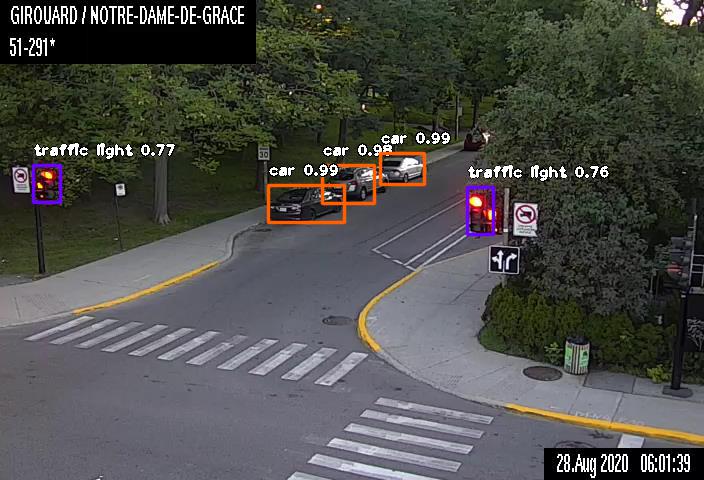 GIROUARD / NOTRE-DAME-DE-GRACE
51-291*
car 0.99
traffic light 0.77
car 0.98
30
car 0.99
traffic light 0.76
28.Aug 2020 06:01:39